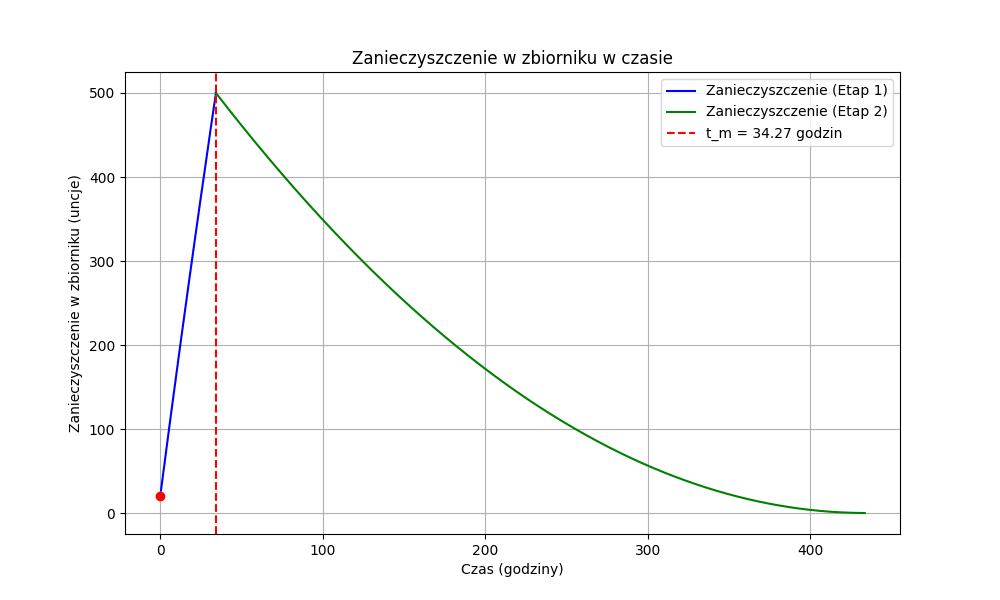 Zanieczyszczenie w zbiorniku w czasie
Zanieczyszczenie w zbiorniku (uncje)
500
400
300
200
100
0
Zanieczyszczenie (Etap 1)
Zanieczyszczenie (Etap 2)
t_m = 34.27 godzin
0 100 200 300 400
Czas (godziny)